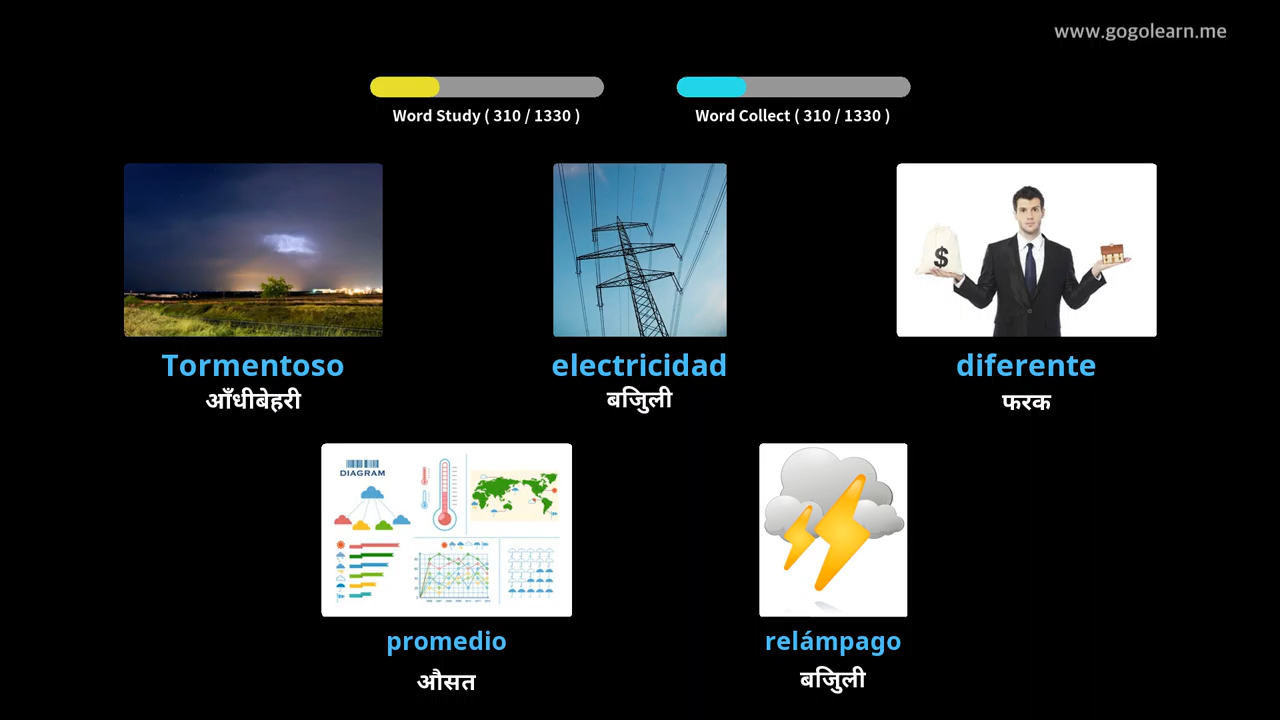 www.gogolearn.me
Word Study ( 310 / 1330 )
Word Collect ( 310 / 1330 )
Tormentoso
electricidad
diferente
आँधीबेहरी
बिजुली
फरक
DIAGRAM
promedio
relámpago
औसत
बिजुली